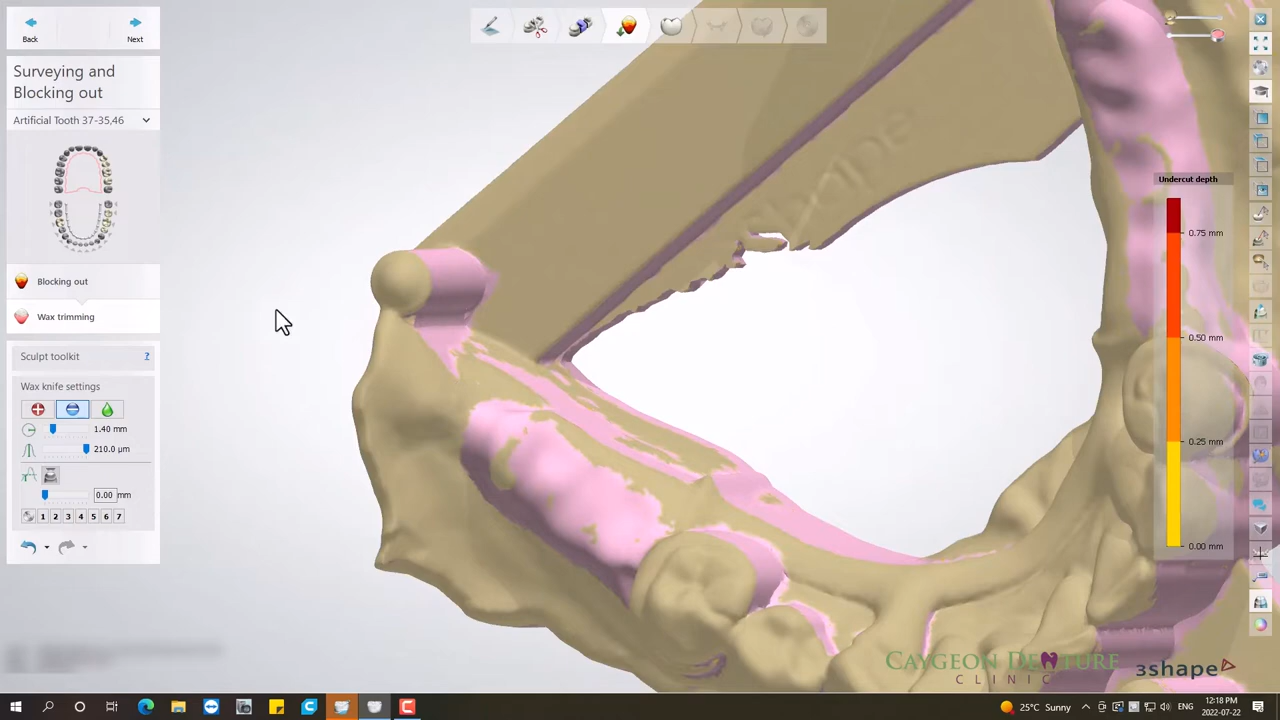 Back
Next
Surveying and
Blocking out
Artificial Tooth 37-35,46
Blocking out
Wax trimming
Sculpt toolkit
?
Wax knife settings
1.40 mm
210.0 µm
0.00 mm
1 2 3 4 5 6 7
Undercut depth
0.75 mm
0.50 mm
0.25 mm
0.00 mm
shape
CAYGEON DENTURE
CLINIC
3shape
25°C Sunny
ENG
12:18 PM
2022-07-22